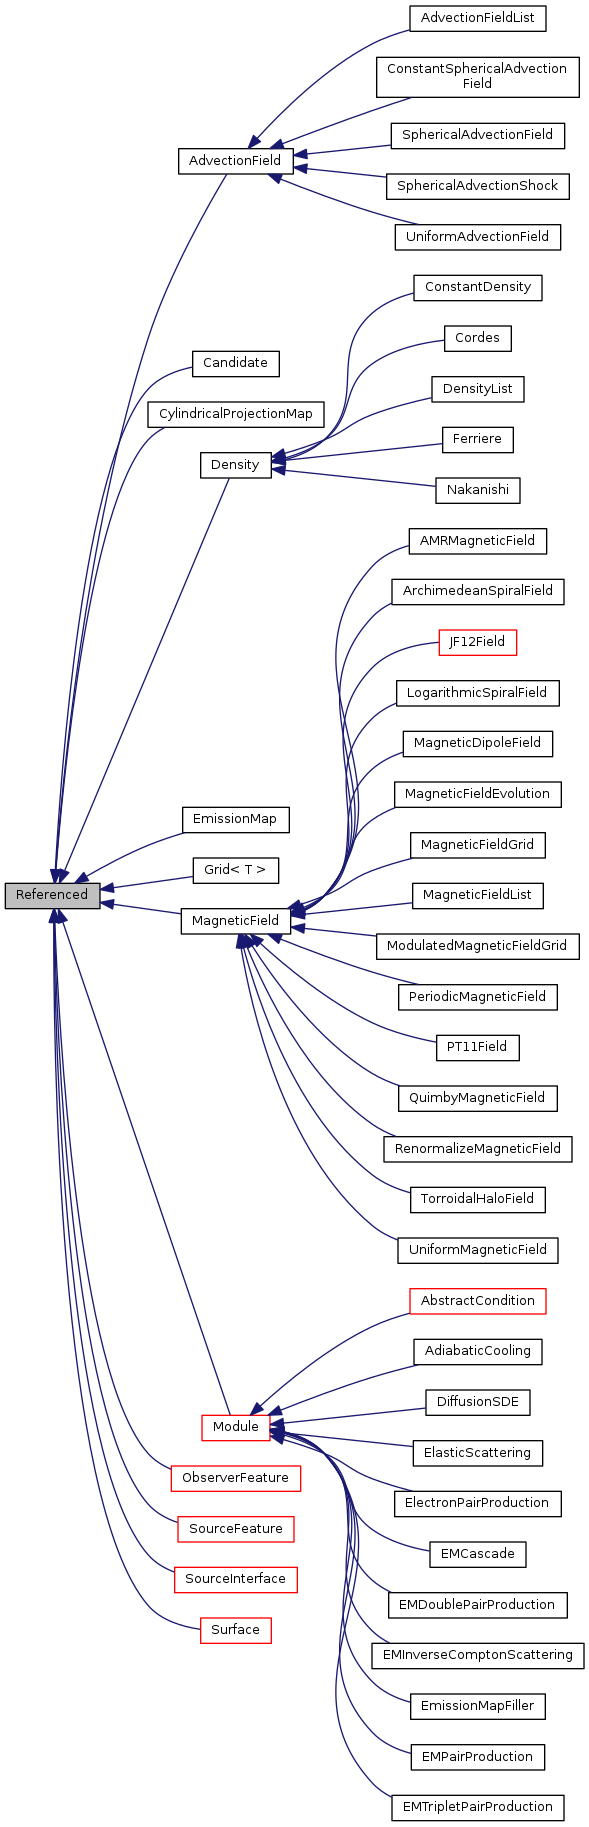 AdvectionFieldList
ConstantSphericalAdvection
Field
SphericalAdvectionField
AdvectionField
SphericalAdvectionShock
UniformAdvectionField
ConstantDensity
Cordes
Candidate
DensityList
CylindricalProjectionMap
Ferriere
Density
Nakanishi
AMRMagneticField
ArchimedeanSpiralField
JF12Field
LogarithmicSpiralField
MagneticDipoleField
MagneticFieldEvolution
EmissionMap
MagneticFieldGrid
Grid< T >
Referenced
MagneticFieldList
MagneticField
ModulatedMagneticFieldGrid
PeriodicMagneticField
PT11Field
QuimbyMagneticField
RenormalizeMagneticField
TorroidalHaloField
UniformMagneticField
AbstractCondition
AdiabaticCooling
DiffusionSDE
Module
ElasticScattering
ObserverFeature
ElectronPairProduction
SourceFeature
EMCascade
SourceInterface
EMDoublePairProduction
Surface
EMInverseComptonScattering
EmissionMapFiller
EMPairProduction
EMTripletPairProduction